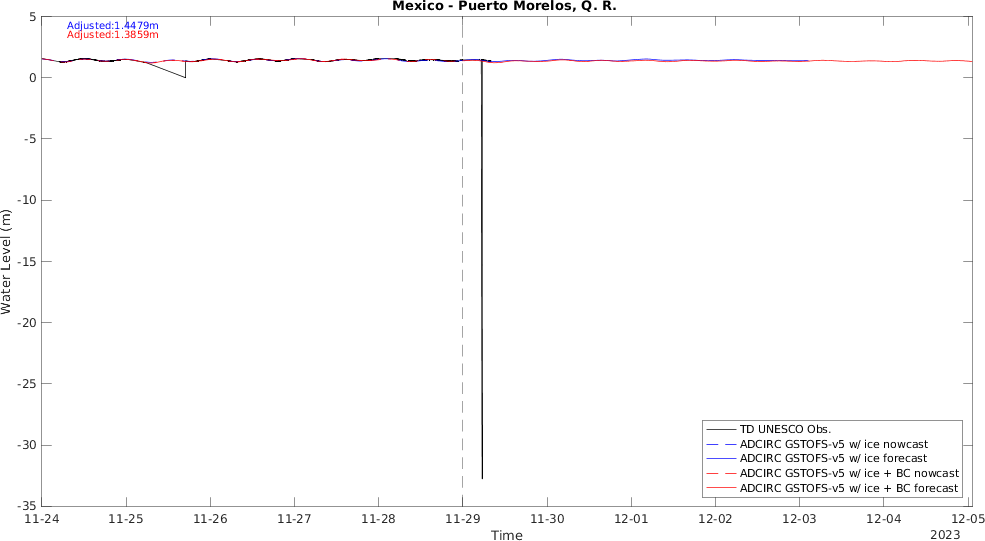 Mexico - Puerto Morelos, Q. R.
Adjusted:1.4479m
Adjusted:1.3859m
5
0
-5
-10
-15
-20
-25
-30
-35
Water Level (m)
TD UNESCO Obs.
ADCIRC GSTOFS-v5 w/ ice nowcast
ADCIRC GSTOFS-v5 w/ ice forecast
ADCIRC GSTOFS-v5 w/ ice + BC nowcast
ADCIRC GSTOFS-v5 w/ ice + BC forecast
11-24 11-25 11-26 11-27 11-28 11-29 11-30 12-01 12-02 12-03 12-04 12-05
Time
2023